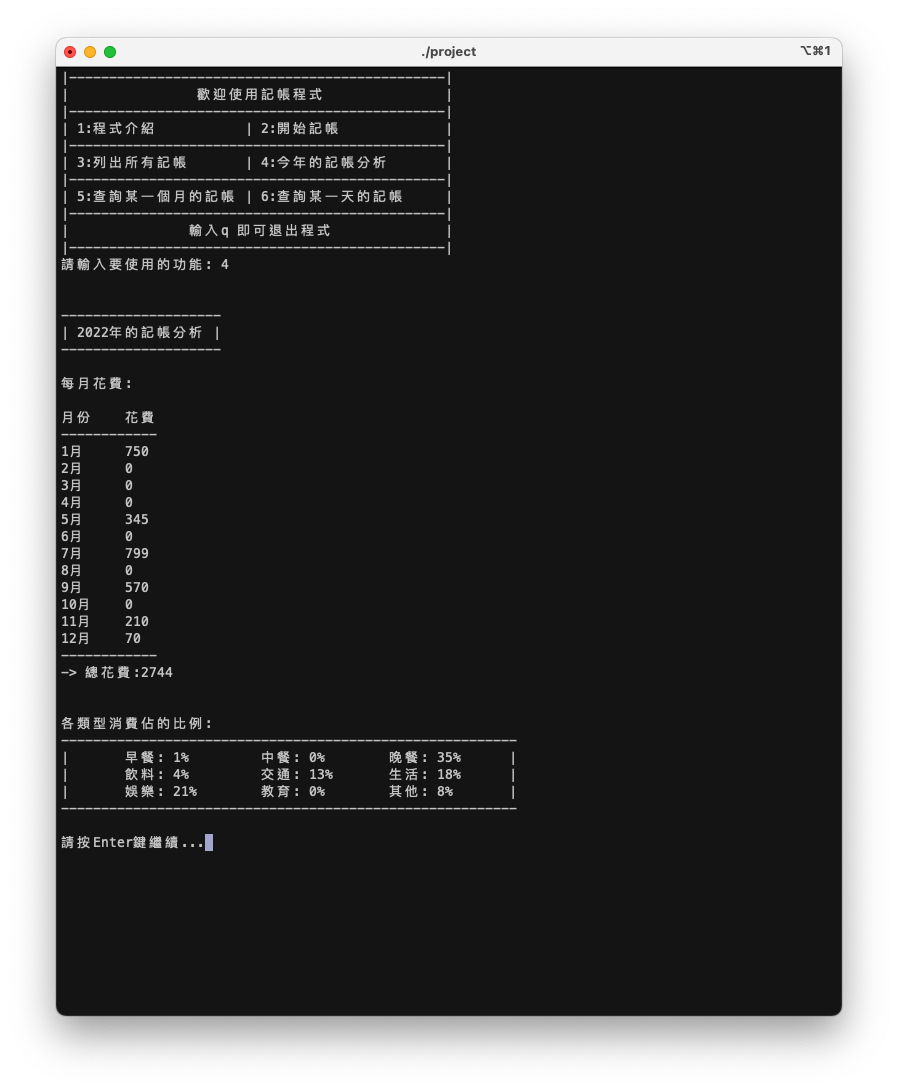 ./project
⌥⌘1
|-----------------------------------------------|
| 歡迎使用記帳程式 |
|-----------------------------------------------|
| 1:程式介紹 | 2:開始記帳 |
|-----------------------------------------------|
| 3:列出所有記帳 | 4:今年的記帳分析 |
|-----------------------------------------------|
| 5:查詢某一個月的記帳 | 6:查詢某一天的記帳 |
|-----------------------------------------------|
| 輸入q 即可退出程式 |
|-----------------------------------------------|
請輸入要使用的功能: 4
--------------------
| 2022年的記帳分析 |
--------------------
每月花費:
月份 花費
------------
1月 750
2月 0
3月 0
4月 0
5月 345
6月 0
7月 799
8月 0
9月 570
10月 0
11月 210
12月 70
------------
-> 總花費:2744
各類型消費佔的比例:
---------------------------------------------------------
| 早餐: 1% 中餐: 0% 晚餐: 35% |
| 飲料: 4% 交通: 13% 生活: 18% |
| 娛樂: 21% 教育: 0% 其他: 8% |
---------------------------------------------------------
請按Enter鍵繼續...